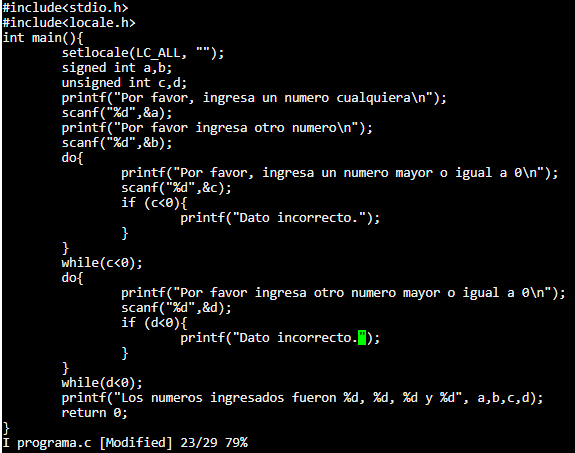 #include<stdio.h>
#include<locale.h>
int main(){
        setlocale(LC_ALL, "");
        signed int a,b;
        unsigned int c,d;
        printf("Por favor, ingresa un numero cualquiera\n");
        scanf("%d",&a);
        printf("Por favor ingresa otro numero\n");
        scanf("%d",&b);
        do{
                printf("Por favor, ingresa un numero mayor o igual a 0\n");
                scanf("%d",&c);
                if (c<0){
                        printf("Dato incorrecto.");
                }
        }
        while(c<0);
        do{
                printf("Por favor ingresa otro numero mayor o igual a 0\n");
                scanf("%d",&d);
                if (d<0){
                        printf("Dato incorrecto.");
                }
        }
        while(d<0);
        printf("Los numeros ingresados fueron %d, %d, %d y %d", a,b,c,d);
        return 0;
}
I programa.c [Modified] 23/29 79%